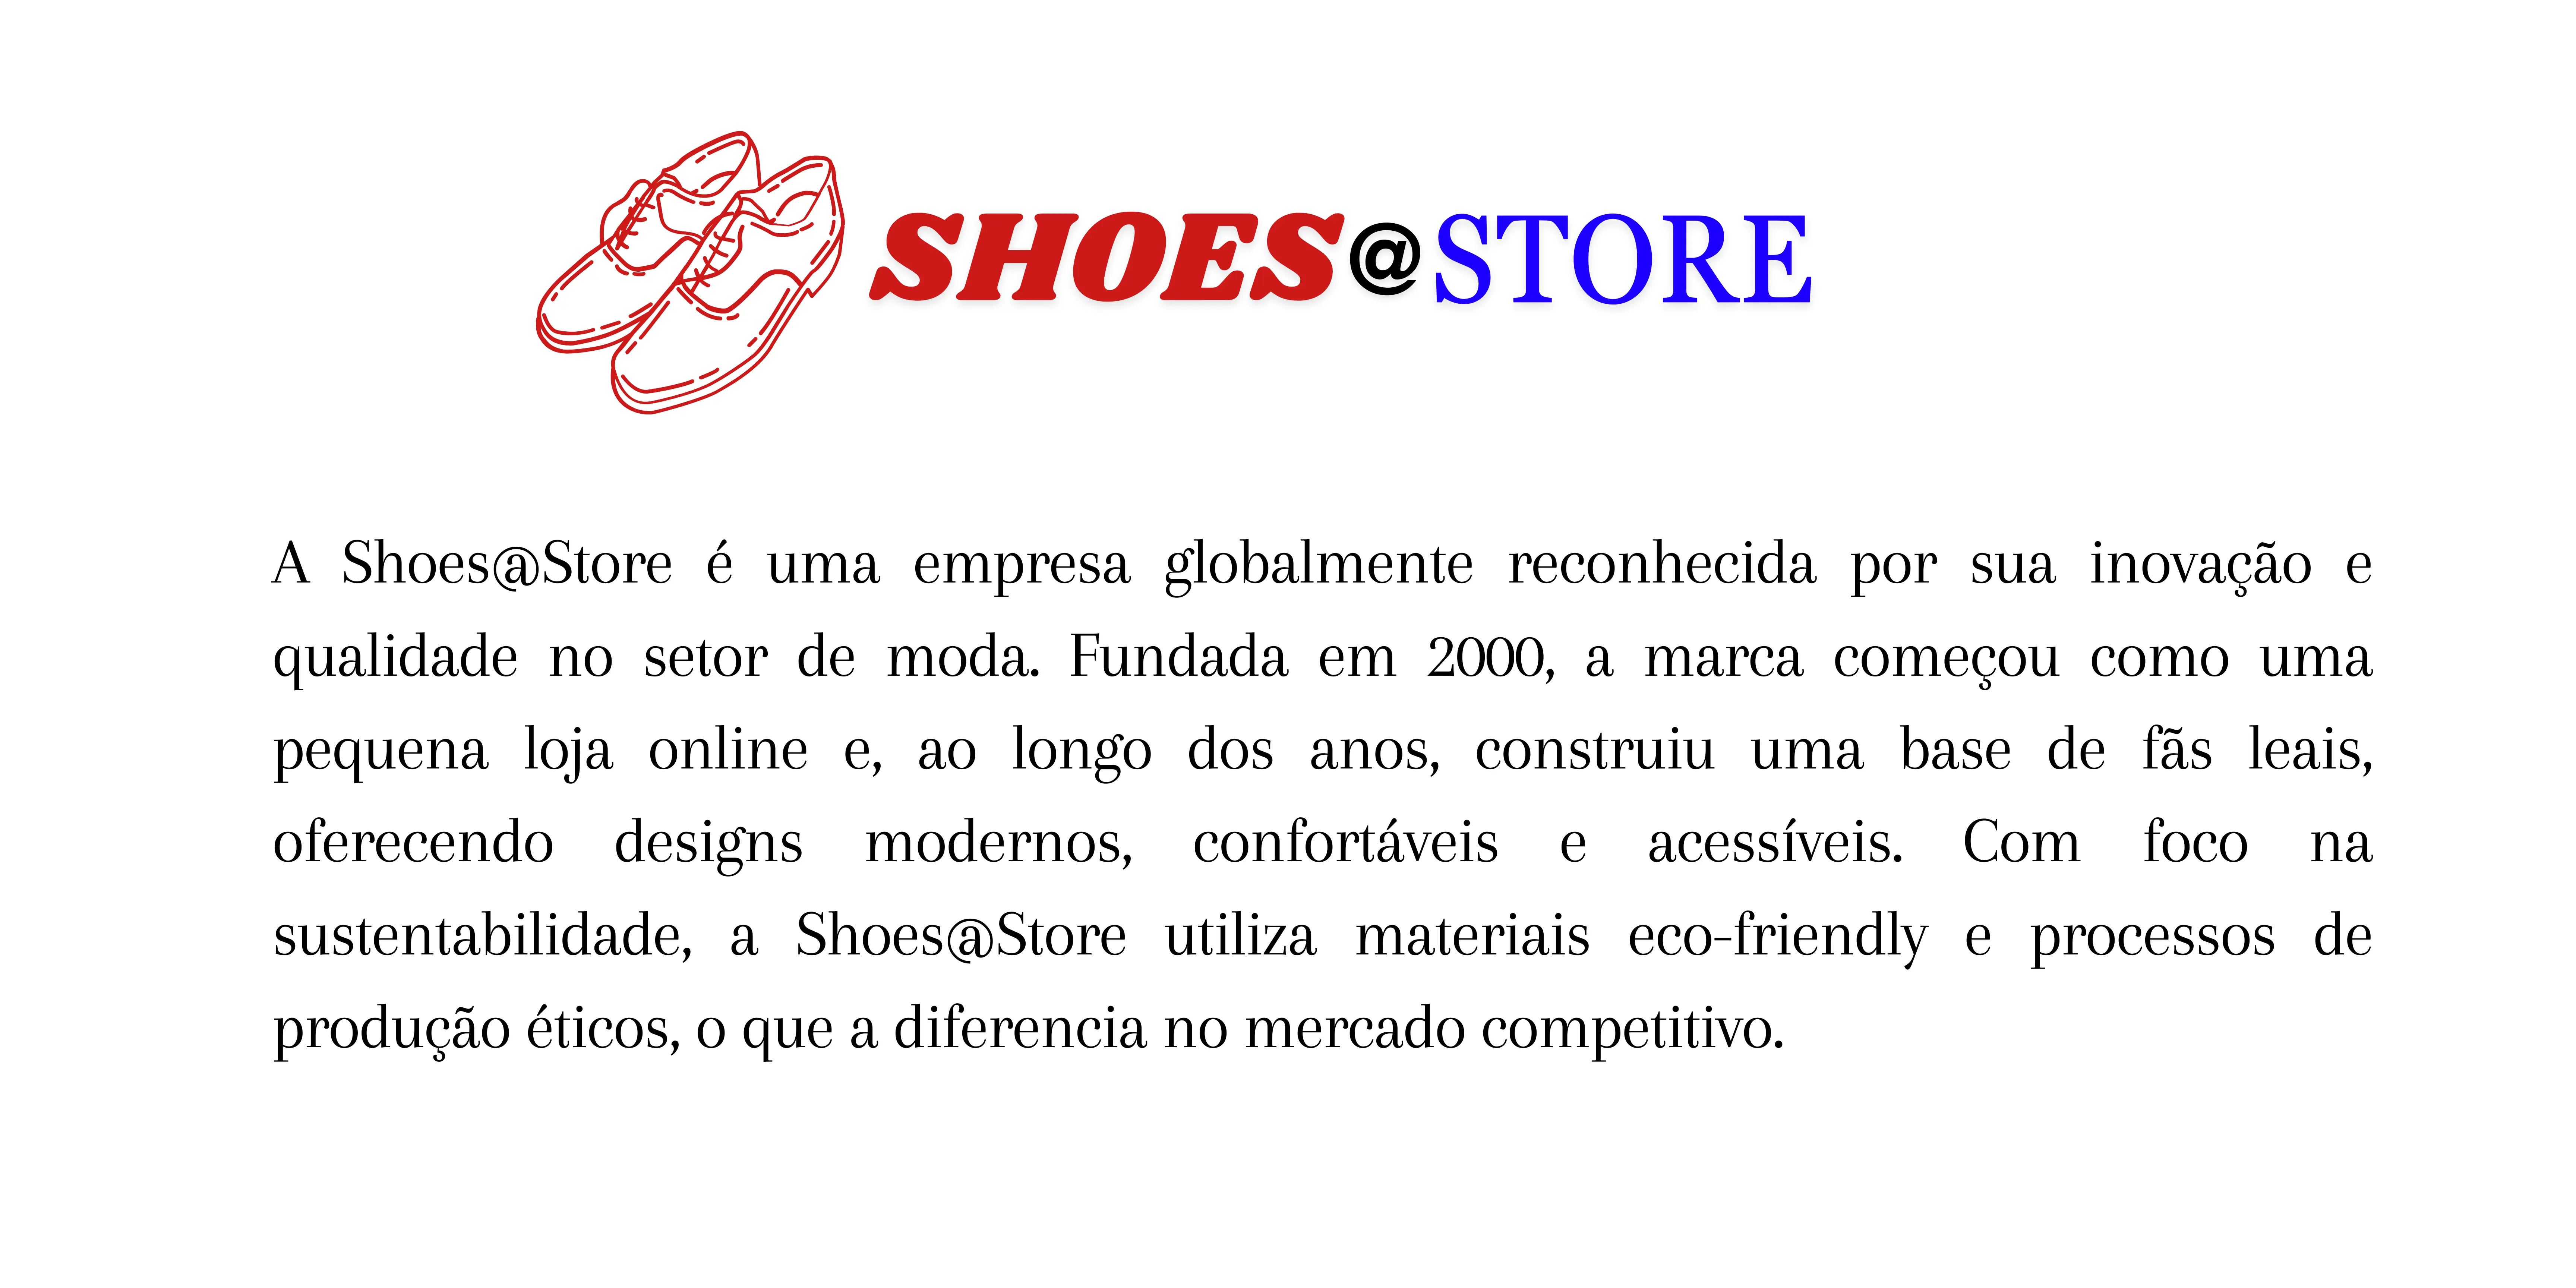 SHOES@STORE
A Shoes@Store é uma empresa globalmente reconhecida por sua inovação e
qualidade no setor de moda. Fundada em 2000, a marca começou como uma
pequena loja online e, ao longo dos anos, construiu uma base de fãs leais,
oferecendo designs modernos, confortáveis e acessíveis. Com foco na
sustentabilidade, a Shoes@Store utiliza materiais eco-friendly e processos de
produção éticos, o que a diferencia no mercado competitivo.